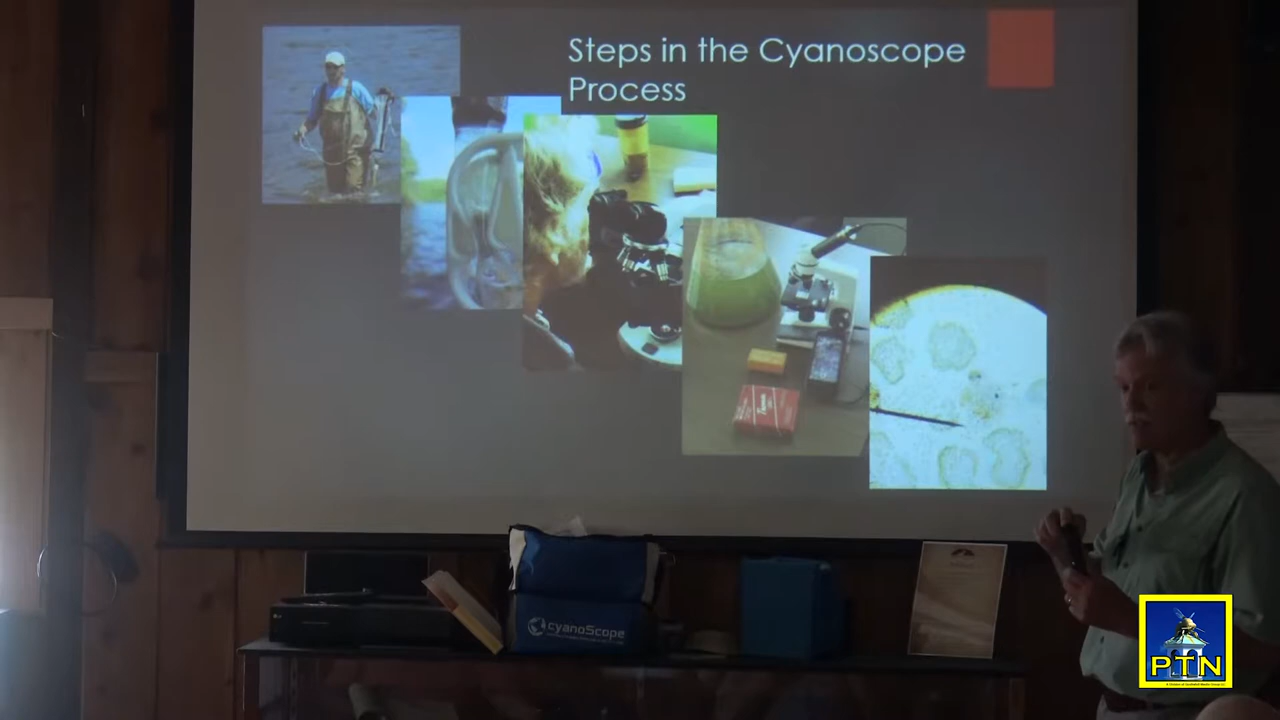 Steps in the Cyanoscope
Process
cyanoScope
PTN